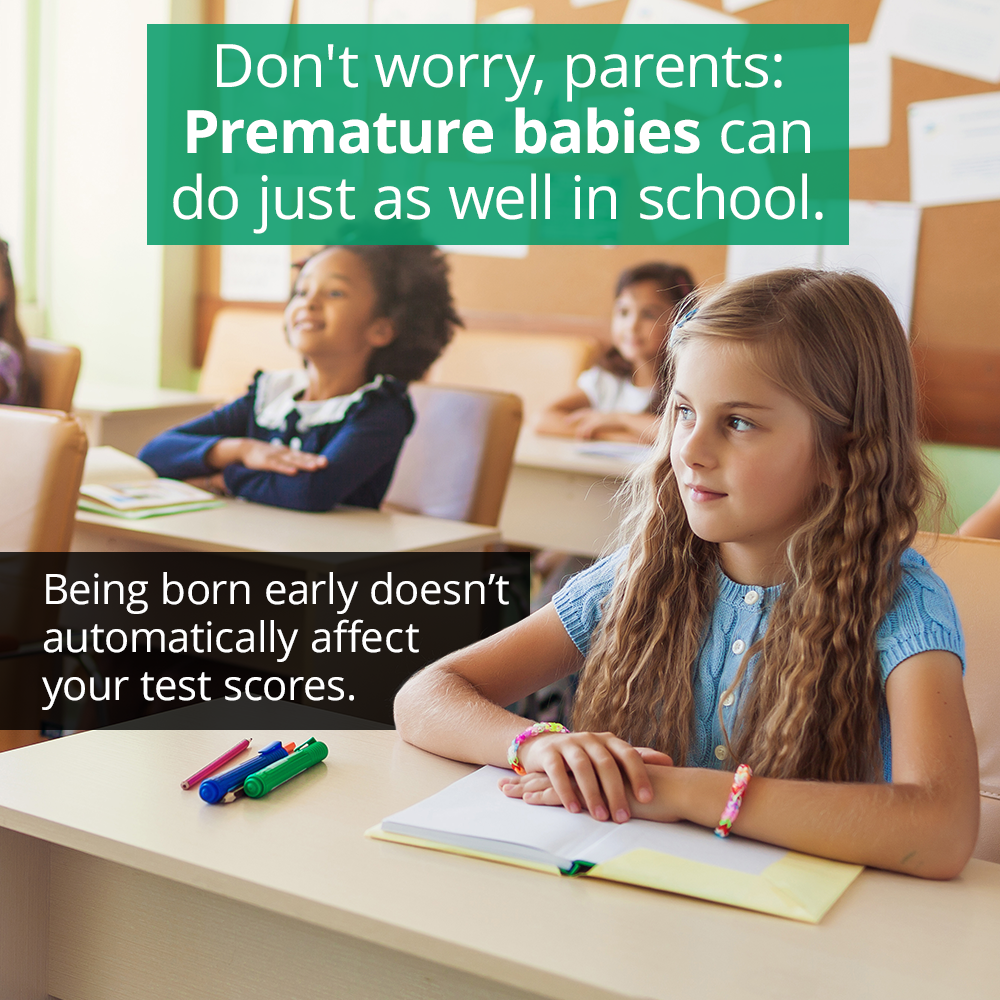 Don't worry, parents:
Premature babies can
do just as well in school.
Being born early doesn’t
automatically affect
your test scores.